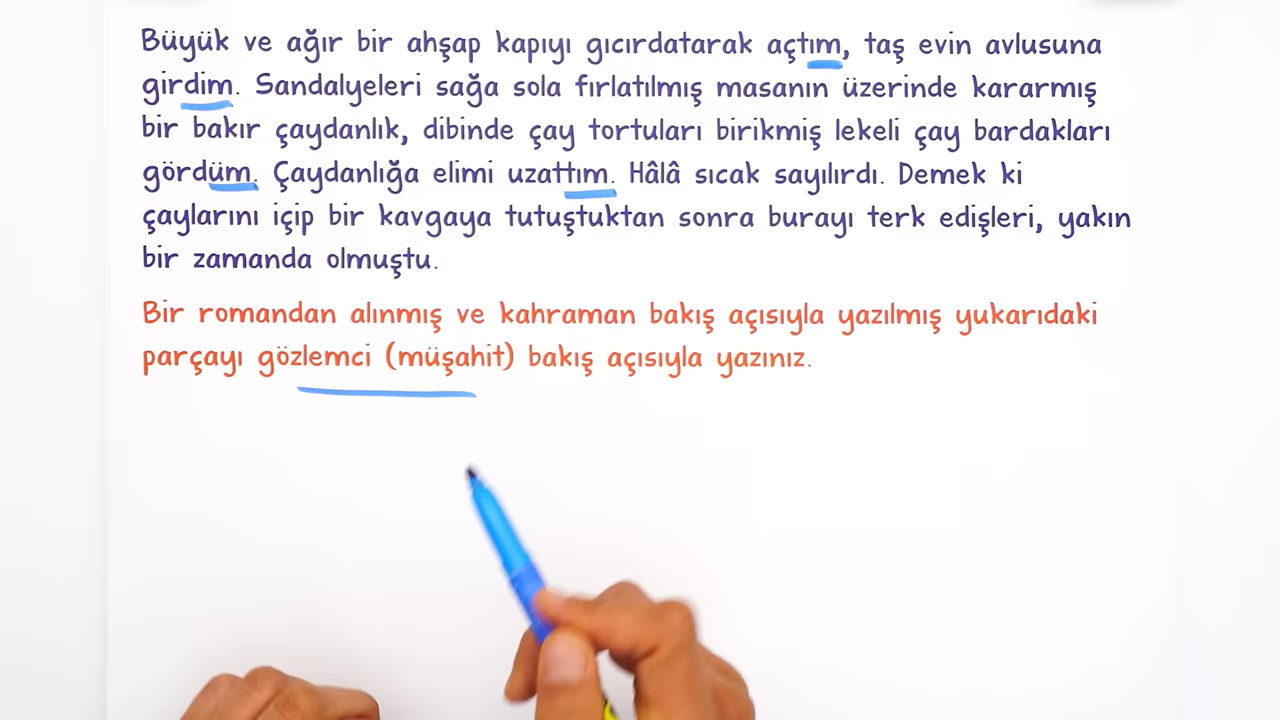 Büyük ve ağır bir ahşap kapıyı gıcırdatarak açtım, taş evin avlusuna
girdim. Sandalyeleri sağa sola fırlatılmış masanın üzerinde kararmış
bir bakır çaydanlık, dibinde çay tortuları birikmiş lekeli çay bardakları
gördüm. Çaydanlığa elimi uzattım. Hâlâ sıcak sayılırdı. Demek ki
çaylarını içip bir kavgaya tutuştuktan sonra burayı terk edişleri, yakın
bir zamanda olmuştu.
Bir romandan alınmış ve kahraman bakış açısıyla yazılmış yukarıdaki
parçayı gözlemci (müşahit) bakış açısıyla yazınız.